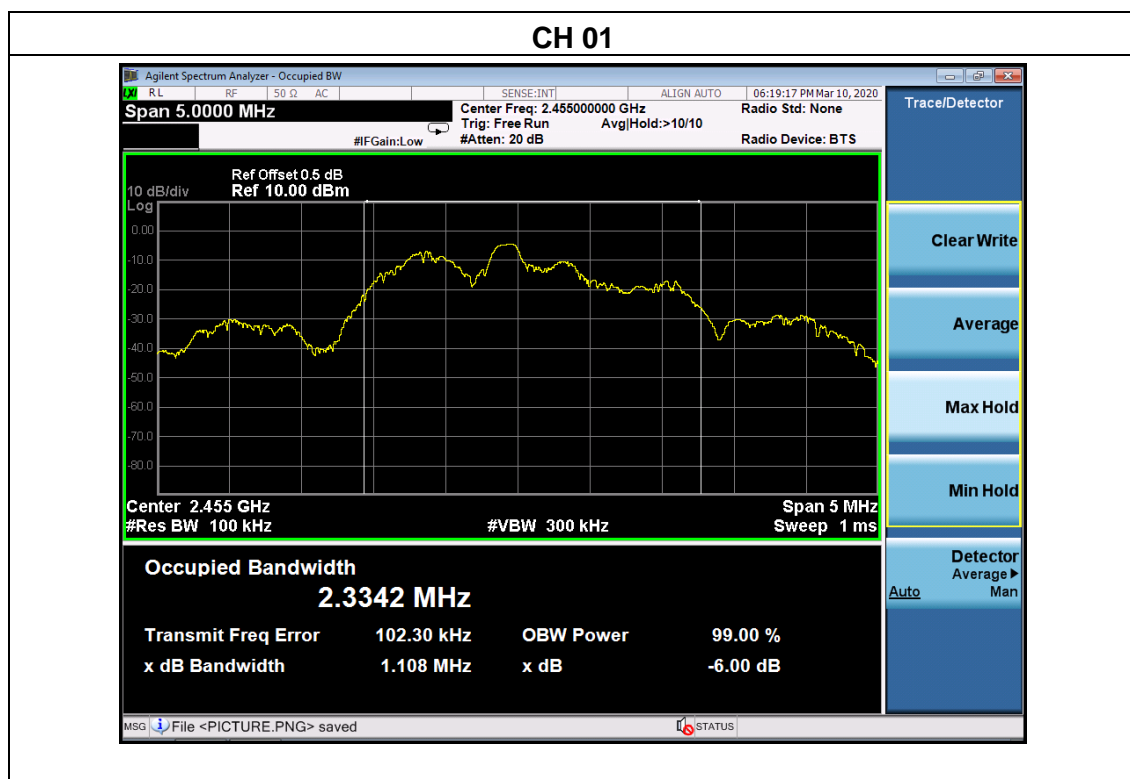 CH 01
Agilent Spectrum Analyzer - Occupied BW
LXI RL RF 50 Ω AC SENSE:INT ALIGN AUTO 06:19:17 PM Mar 10, 2020
Span 5.0000 MHz
Center Freq: 2.455000000 GHz Radio Std: None
Trig: Free Run Avg|Hold:>10/10
#IFGain:Low #Atten: 20 dB Radio Device: BTS
Trace/Detector
Ref Offset 0.5 dB
10 dB/div Ref 10.00 dBm
Log
0.00
-10.0
-20.0
-30.0
-40.0
-50.0
-60.0
-70.0
-80.0
Center 2.455 GHz Span 5 MHz
#Res BW 100 kHz #VBW 300 kHz Sweep 1 ms
Clear Write
Average
Max Hold
Min Hold
Detector
Average
Auto Man
Occupied Bandwidth
2.3342 MHz
Transmit Freq Error 102.30 kHz OBW Power 99.00 %
x dB Bandwidth 1.108 MHz x dB -6.00 dB
MSG File <PICTURE.PNG> saved STATUS